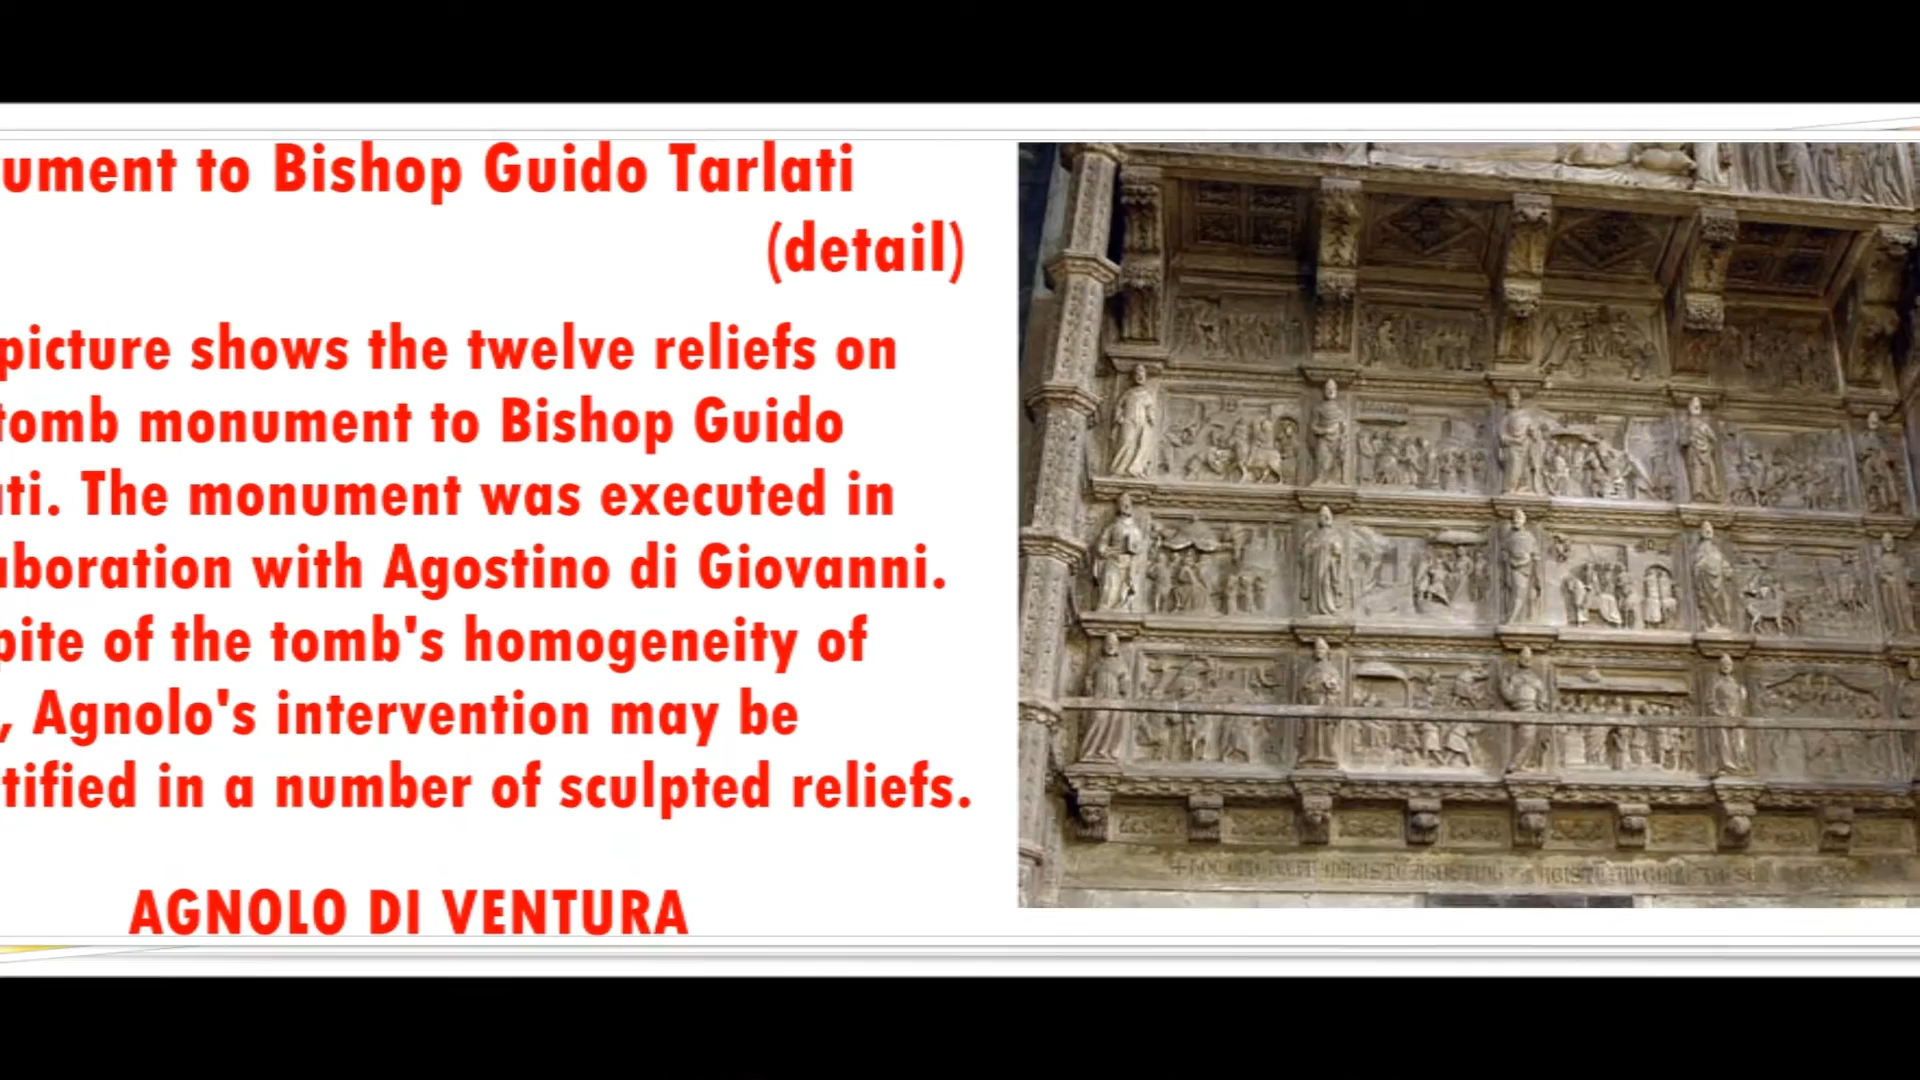 ument to Bishop Guido Tarlati
(detail)
picture shows the twelve reliefs on
tomb monument to Bishop Guido
ti. The monument was executed in
aboration with Agostino di Giovanni.
pite of the tomb's homogeneity of
, Agnolo's intervention may be
tified in a number of sculpted reliefs.
AGNOLO DI VENTURA